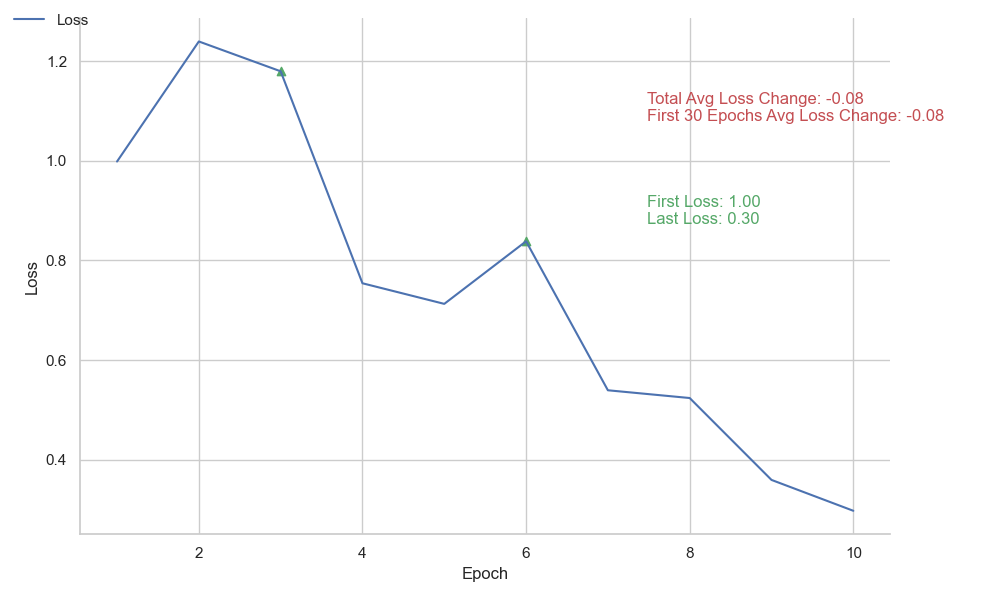 Loss
1.2
1.0
0.8
0.6
0.4
Loss
Total Avg Loss Change: -0.08
First 30 Epochs Avg Loss Change: -0.08
First Loss: 1.00
Last Loss: 0.30
2 4 6 8 10
Epoch